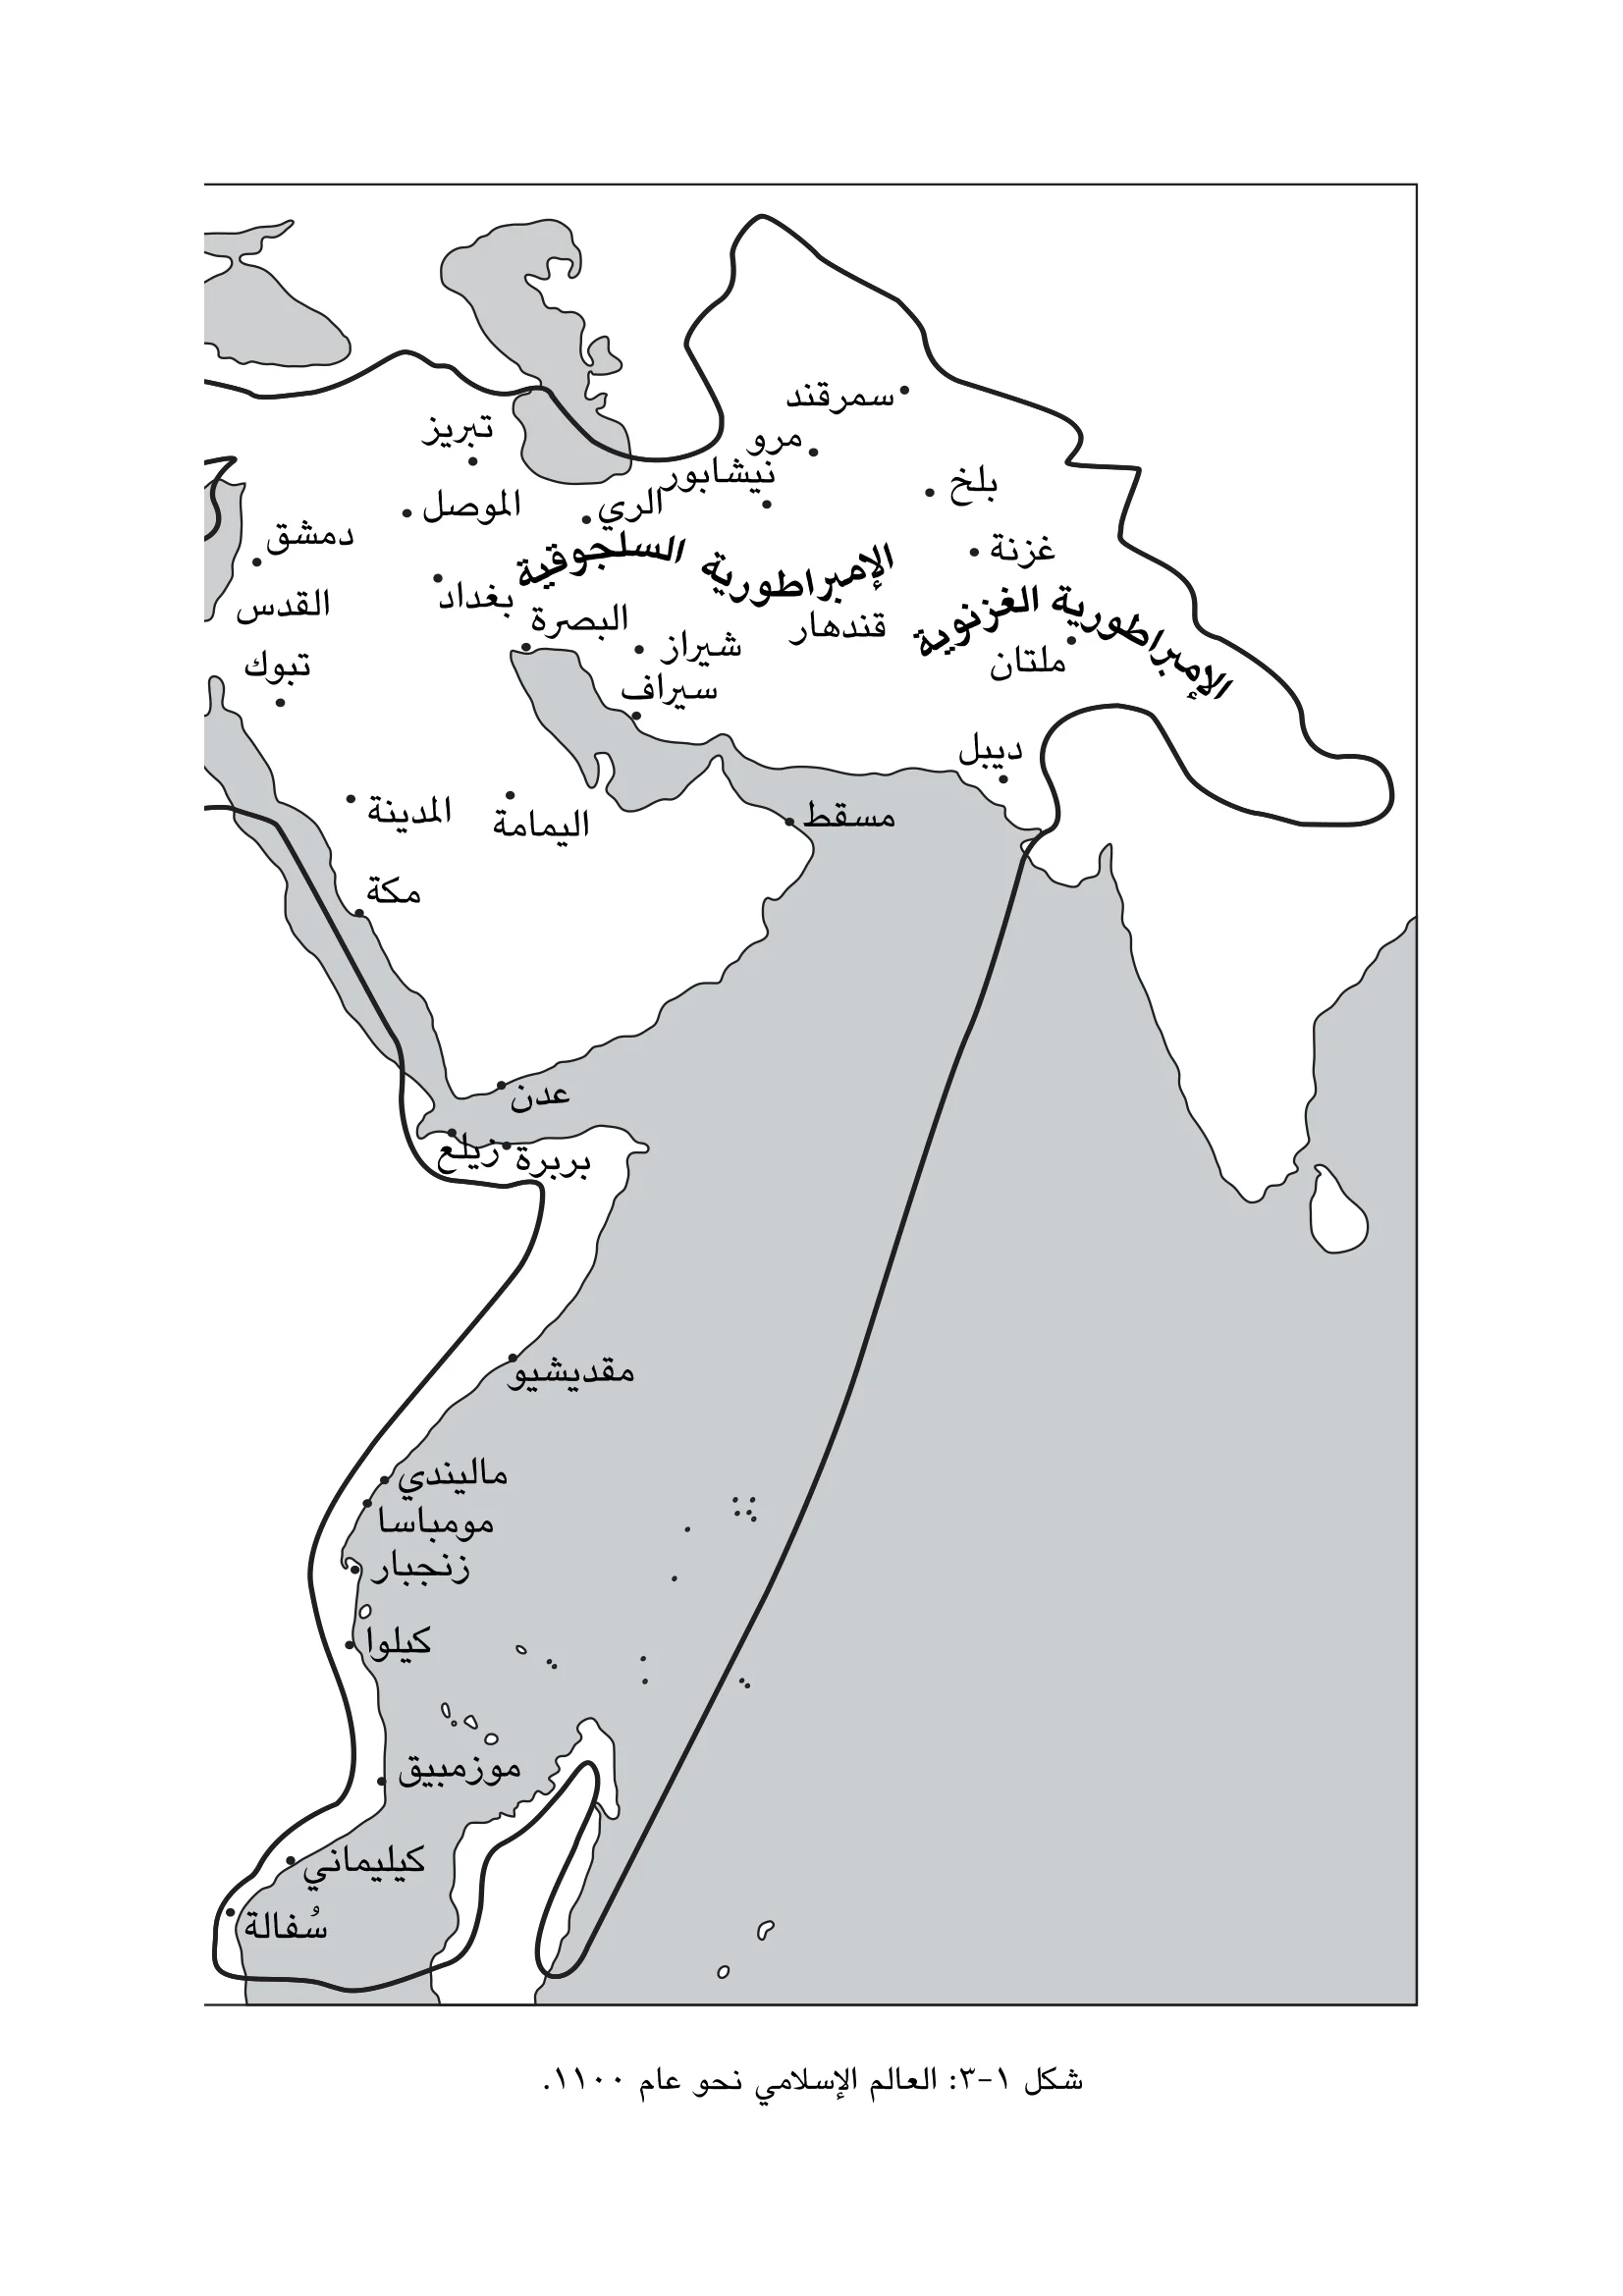 سمرقند
تبريز
مرو
نيشابور
بلخ
الري
الموصل
دمشق
غزنة
الإمبراطورية السلجوقية
بغداد
القدس
البصرة
قندهار
الإمبراطورية الغزنوية
شيراز
ملتان
تبوك
سيراف
ديبل
مسقط
المدينة
اليمامة
مكة
عدن
زيلع
بربرة
مقديشيو
ماليندي
مومباسا
زنجبار
كيلوا
موزمبيق
كيليماني
سُفالة
شكل ١-٣: العالم الإسلامي نحو عام ١١٠٠.